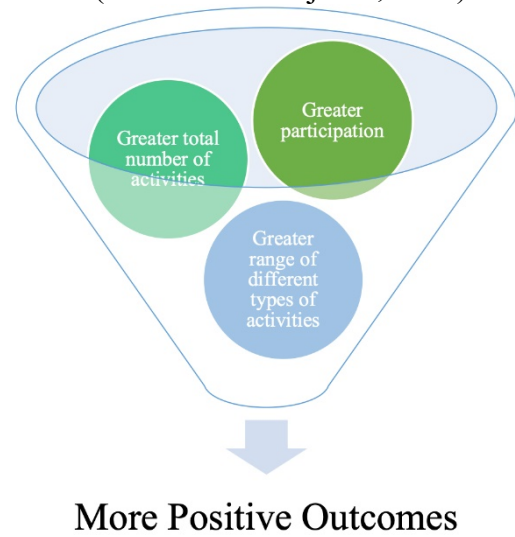 Greater
participation
Greater total
number of
activities
Greater
range of
different
types of
activities
More Positive Outcomes